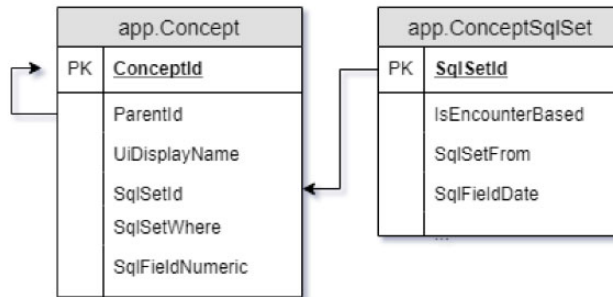 app.Concept
PK ConceptId
ParentId
UiDisplayName
SqlSetId
SqlSetWhere
SqlFieldNumeric
app.ConceptSqlSet
PK SqlSetId
IsEncounterBased
SqlSetFrom
SqlFieldDate
...